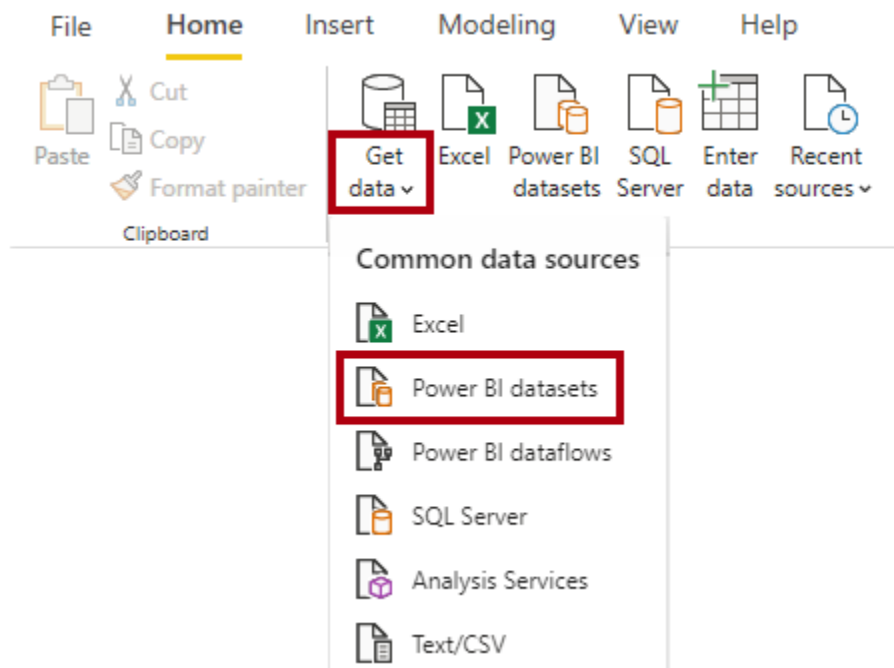 File Home Insert Modeling View Help
Cut
Copy
Paste
Format painter
Clipboard
Get data
Excel
Power BI datasets
SQL Server
Enter data
Recent sources
Common data sources
Excel
Power BI datasets
Power BI dataflows
SQL Server
Analysis Services
Text/CSV